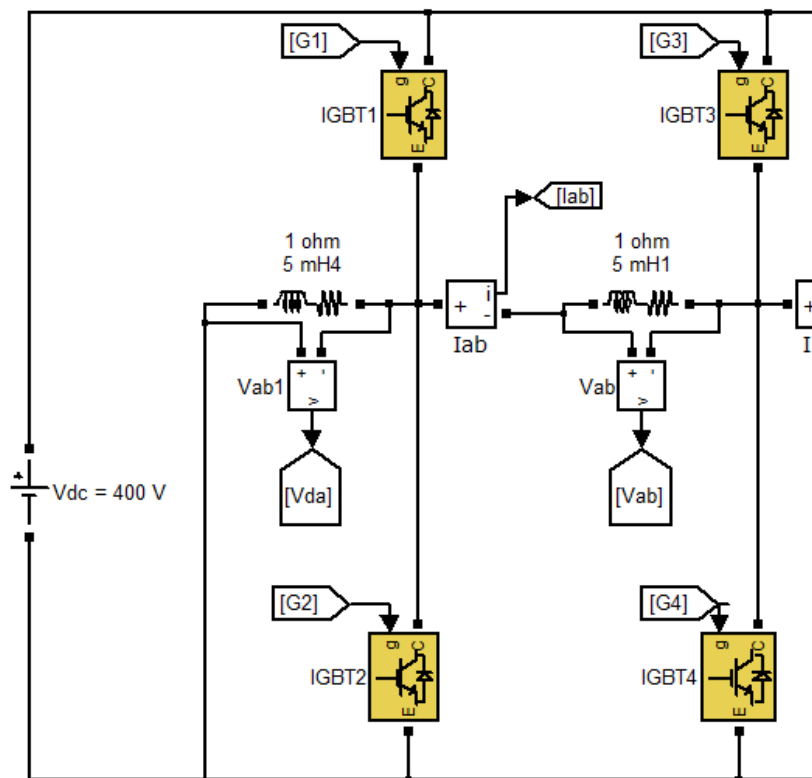 [G1]
[G3]
g
C
E
IGBT1
g
C
E
IGBT3
[Iab]
1 ohm
5 mH4
1 ohm
5 mH1
+
i
-
Iab
+
I
+
-
v
Vab1
+
-
v
Vab
[Vda]
[Vab]
+
Vdc = 400 V
[G2]
[G4]
g
C
E
IGBT2
g
C
E
IGBT4